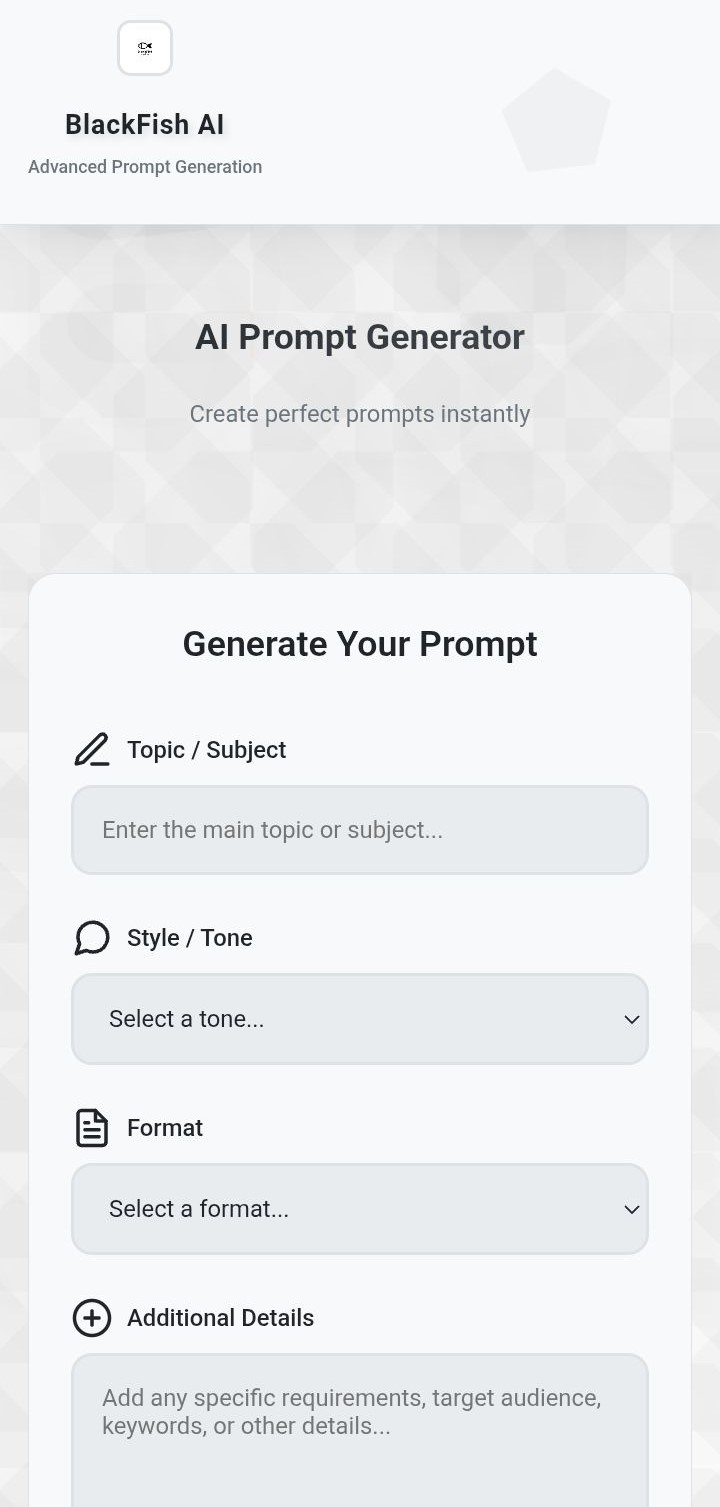 BlackFish AI
Advanced Prompt Generation
AI Prompt Generator
Create perfect prompts instantly
Generate Your Prompt
Topic / Subject
Enter the main topic or subject...
Style / Tone
Select a tone...
Format
Select a format...
Additional Details
Add any specific requirements, target audience,
keywords, or other details...